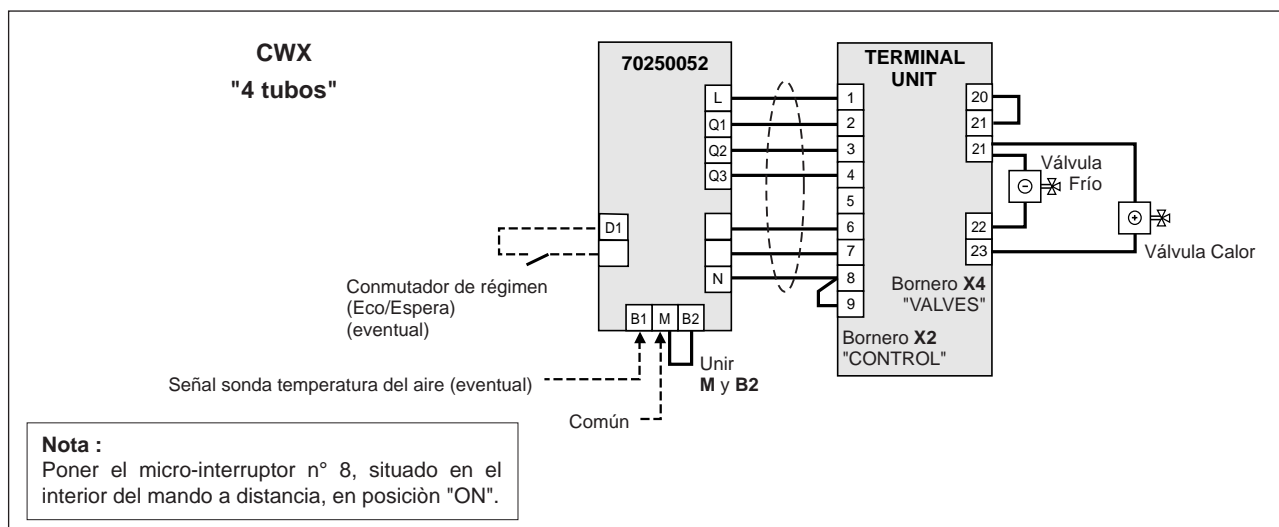 CWX
"4 tubos"
70250052
L
Q1
Q2
Q3
D1
N
B1 M B2
TERMINAL
UNIT
1
2
3
4
5
6
7
8
9
20
21
21
22
23
Válvula
Frío
Válvula Calor
Bornero X4
"VALVES"
Bornero X2
"CONTROL"
Conmutador de régimen
(Eco/Espera)
(eventual)
Unir
M y B2
Señal sonda temperatura del aire (eventual)
Común
Nota :
Poner el micro-interruptor n° 8, situado en el
interior del mando a distancia, en posiciòn "ON".